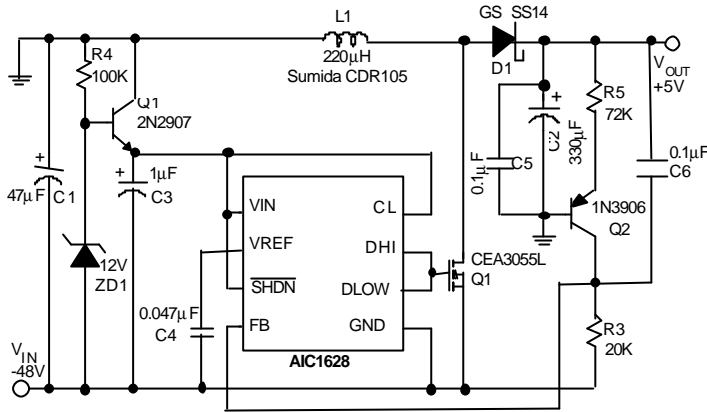 L1
220µH
Sumida CDR105
GS SS14
D1
VOUT
+5V
R4
100K
Q1
2N2907
R5
72K
+
C2
330µF
C5
0.1µF
0.1µF
C6
+
47µF C1
+
1µF
C3
1N3906
Q2
VIN
VREF
SHDN
FB
CL
DHI
DLOW
GND
AIC1628
CEA3055L
Q1
12V
ZD1
0.047µF
C4
R3
20K
VIN
-48V